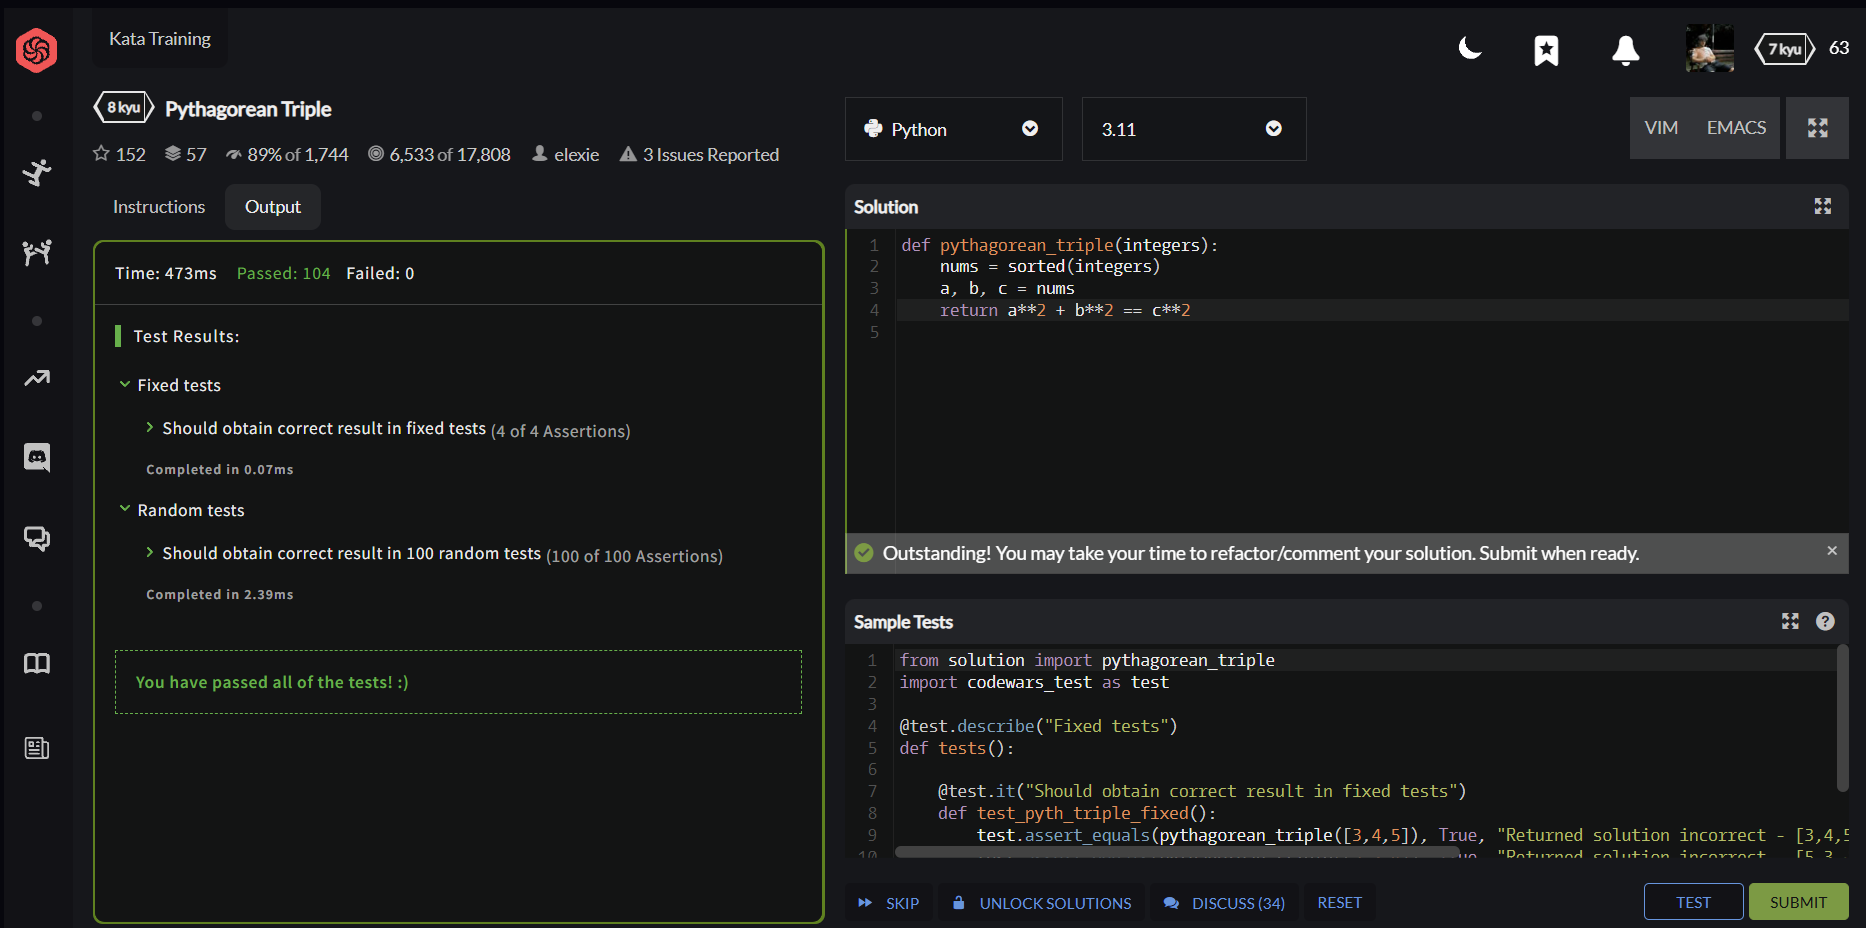 Kata Training
7 kyu 63
8 kyu Pythagorean Triple
152 57 89% of 1,744 6,533 of 17,808 elexie 3 Issues Reported
Instructions Output
Time: 473ms Passed: 104 Failed: 0
Test Results:
Fixed tests
Should obtain correct result in fixed tests (4 of 4 Assertions)
Completed in 0.07ms
Random tests
Should obtain correct result in 100 random tests (100 of 100 Assertions)
Completed in 2.39ms
You have passed all of the tests! :)
Python 3.11 VIM EMACS
Solution
1 def pythagorean_triple(integers):
2     nums = sorted(integers)
3     a, b, c = nums
4     return a**2 + b**2 == c**2
5
Outstanding! You may take your time to refactor/comment your solution. Submit when ready.
Sample Tests
1 from solution import pythagorean_triple
2 import codewars_test as test
3
4 @test.describe("Fixed tests")
5 def tests():
6
7     @test.it("Should obtain correct result in fixed tests")
8     def test_pyth_triple_fixed():
9         test.assert_equals(pythagorean_triple([3,4,5]), True, "Returned solution incorrect - [3,4,5
10 "Returned solution incorrect - [5,3
SKIP UNLOCK SOLUTIONS DISCUSS (34) RESET TEST SUBMIT